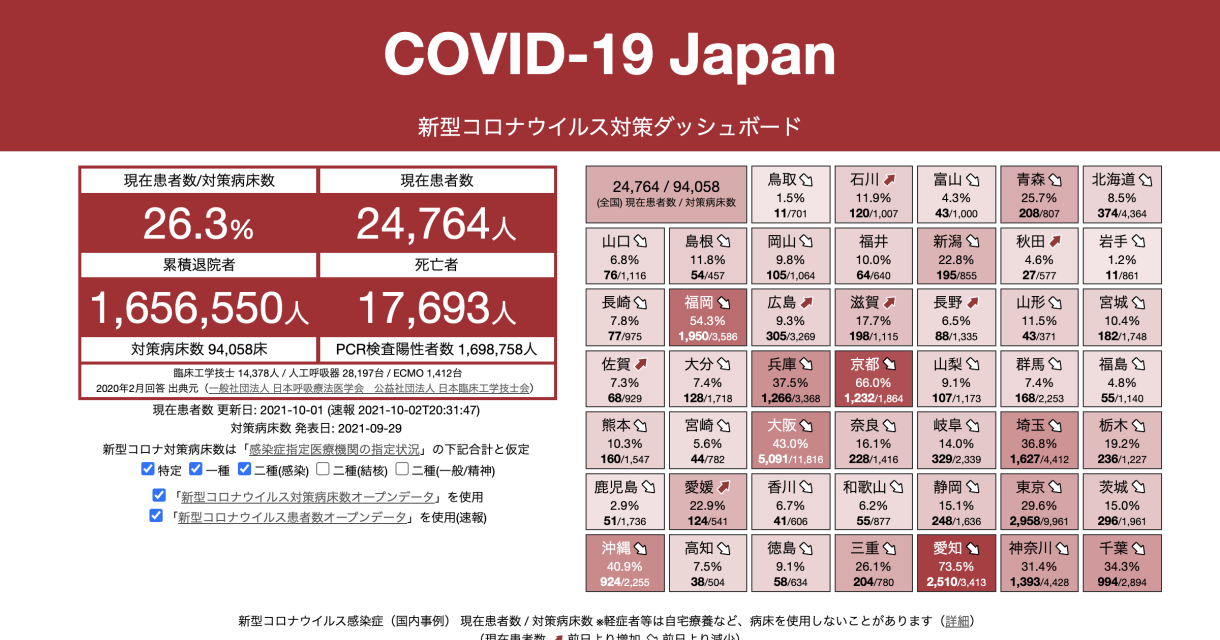 COVID-19 Japan
新型コロナウイルス対策ダッシュボード
現在患者数/対策病床数
現在患者数
26.3%
24,764人
累積退院者
死亡者
1,656,550人
17,693人
対策病床数 94,058床
PCR検査陽性者数 1,698,758人
臨床工学技士 14,378人 / 人工呼吸器 28,197台 / ECMO 1,412台
2020年2月回答 出典元（一般社団法人 日本呼吸療法医学会　公益社団法人 日本臨床工学技士会）
現在患者数 更新日: 2021-10-01 (速報 2021-10-02T20:31:47)
対策病床数 発表日: 2021-09-29
新型コロナ対策病床数は「感染症指定医療機関の指定状況」の下記合計と仮定
特定 一種 二種(感染) 二種(結核) 二種(一般/精神)
「新型コロナウイルス対策病床数オープンデータ」を使用
「新型コロナウイルス患者数オープンデータ」を使用(速報)
24,764 / 94,058
(全国) 現在患者数 / 対策病床数
鳥取
1.5%
11/701
石川
11.9%
120/1,007
富山
4.3%
43/1,000
青森
25.7%
208/807
北海道
8.5%
374/4,364
山口
6.8%
76/1,116
島根
11.8%
54/457
岡山
9.8%
105/1,064
福井
10.0%
64/640
新潟
22.8%
195/855
秋田
4.6%
27/577
岩手
1.2%
11/861
長崎
7.8%
77/975
福岡
54.3%
1,950/3,586
広島
9.3%
305/3,269
滋賀
17.7%
198/1,115
長野
6.5%
88/1,335
山形
11.5%
43/371
宮城
10.4%
182/1,748
佐賀
7.3%
68/929
大分
7.4%
128/1,718
兵庫
37.5%
1,266/3,368
京都
66.0%
1,232/1,864
山梨
9.1%
107/1,173
群馬
7.4%
168/2,253
福島
4.8%
55/1,140
熊本
10.3%
160/1,547
宮崎
5.6%
44/782
大阪
43.0%
5,091/11,816
奈良
16.1%
228/1,416
岐阜
14.0%
329/2,339
埼玉
36.8%
1,627/4,412
栃木
19.2%
236/1,227
鹿児島
2.9%
51/1,736
愛媛
22.9%
124/541
香川
6.7%
41/606
和歌山
6.2%
55/877
静岡
15.1%
248/1,636
東京
29.6%
2,958/9,961
茨城
15.0%
296/1,961
沖縄
40.9%
924/2,255
高知
7.5%
38/504
徳島
9.1%
58/634
三重
26.1%
204/780
愛知
73.5%
2,510/3,413
神奈川
31.4%
1,393/4,428
千葉
34.3%
994/2,894
新型コロナウイルス感染症（国内事例） 現在患者数 / 対策病床数 ※軽症者等は自宅療養など、病床を使用しないことがあります（詳細）
（現在患者数 前日より増加 前日より減少）